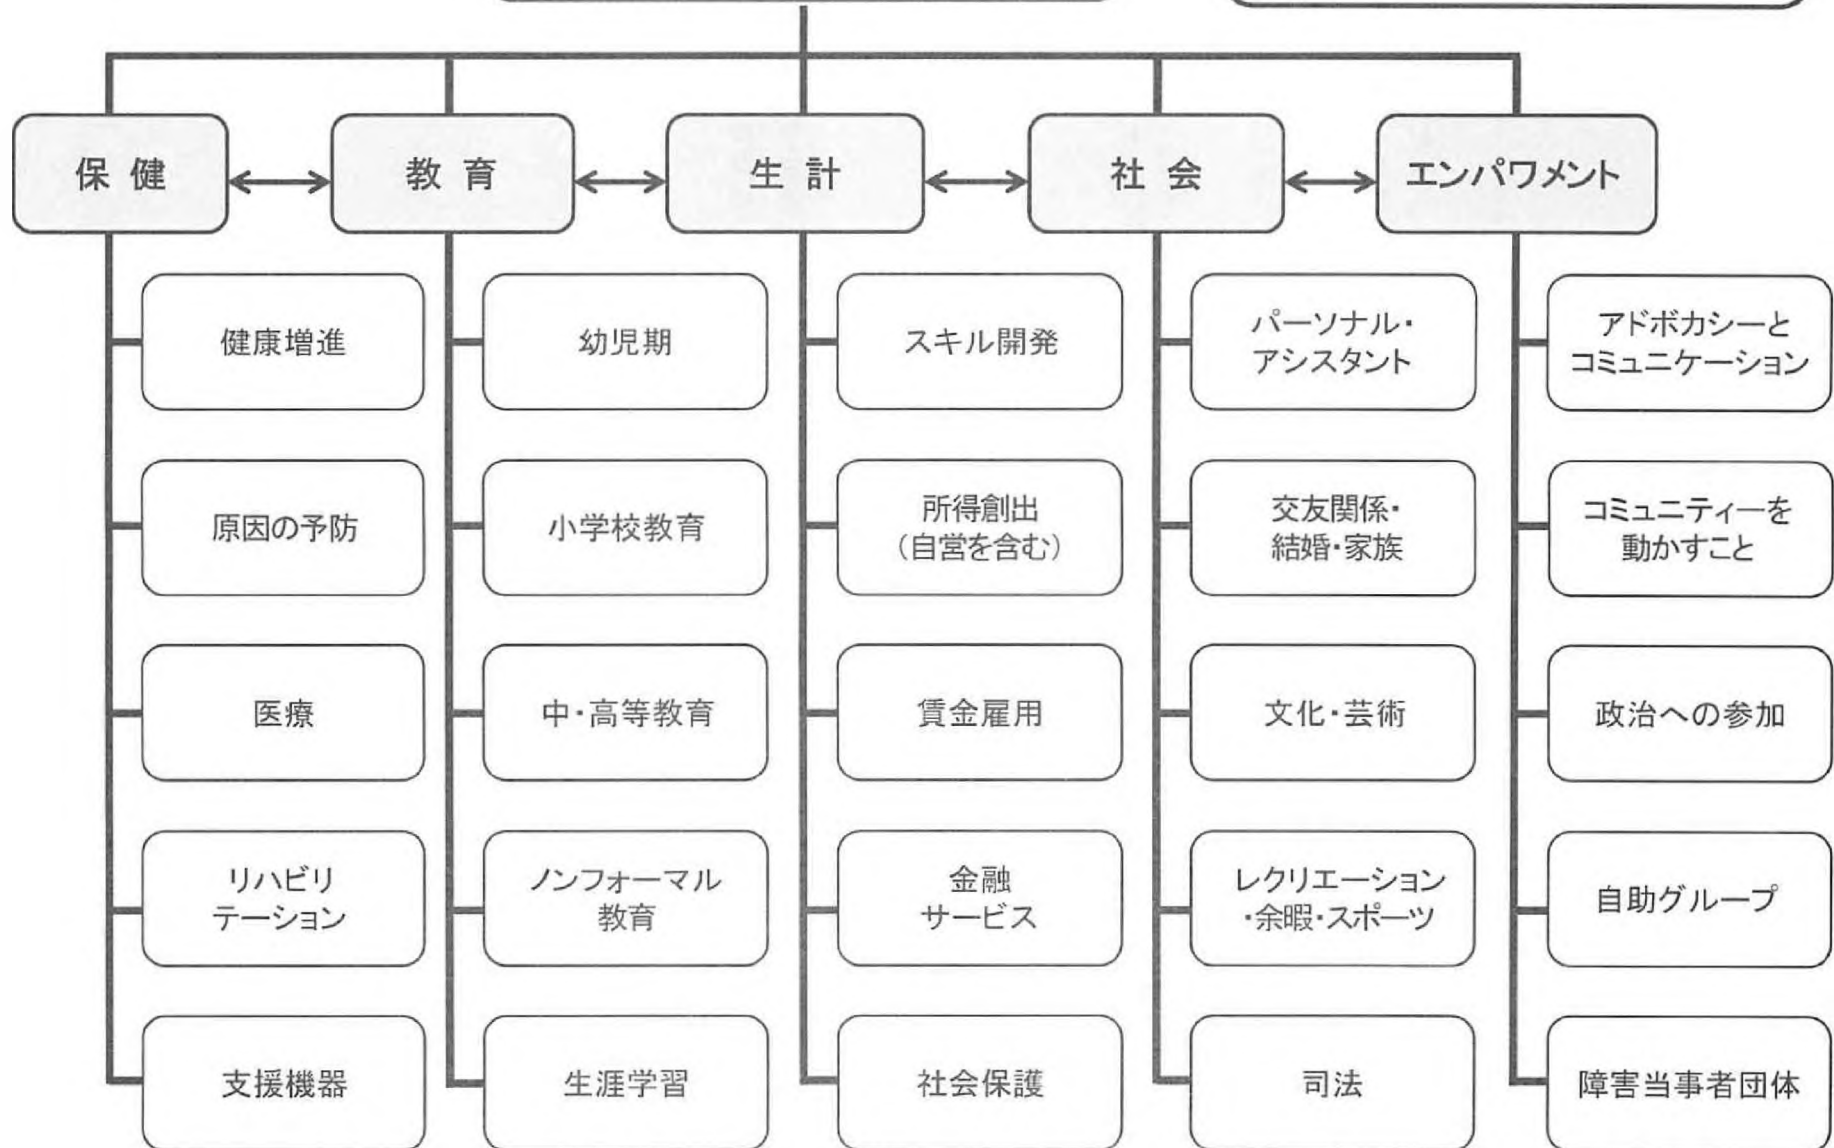 保健
教育
生計
社会
エンパワメント
健康増進
幼児期
スキル開発
パーソナル・
アシスタント
アドボカシーと
コミュニケーション
原因の予防
小学校教育
所得創出
（自営を含む）
交友関係・
結婚・家族
コミュニティーを
動かすこと
医療
中・高等教育
賃金雇用
文化・芸術
政治への参加
リハビリ
テーション
ノンフォーマル
教育
金融
サービス
レクリエーション
・余暇・スポーツ
自助グループ
支援機器
生涯学習
社会保護
司法
障害当事者団体